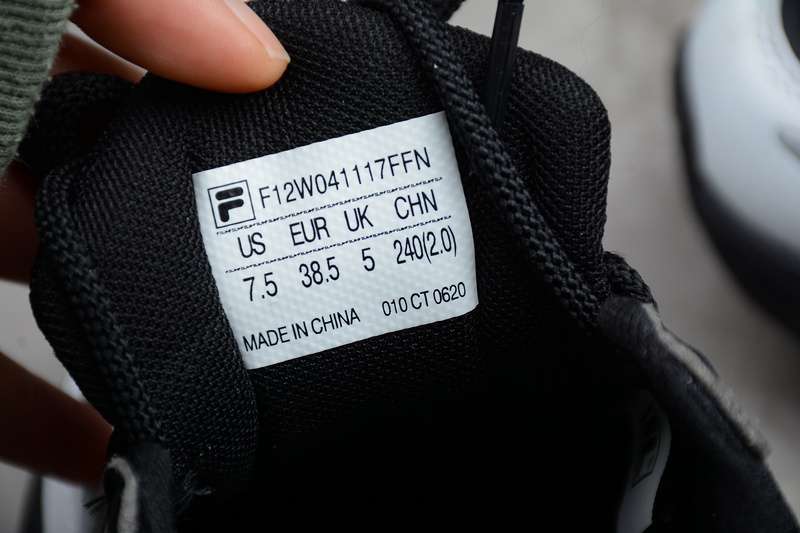 F F12W041117FFN
US EUR UK CHN
7.5 38.5 5 240(2.0)
MADE IN CHINA 010 CT 0620